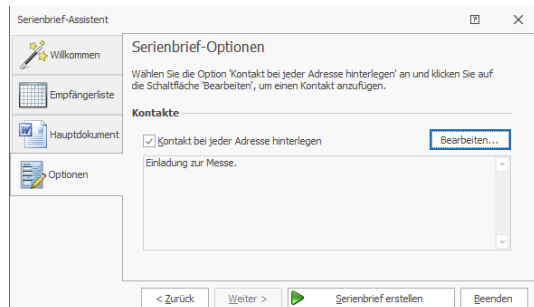 Serienbrief-Assistent
Willkommen
Empfängerliste
Hauptdokument
Optionen
Serienbrief-Optionen
Wählen Sie die Option 'Kontakt bei jeder Adresse hinterlegen' an und klicken Sie auf
die Schaltfläche 'Bearbeiten', um einen Kontakt anzufügen.
Kontakte
Kontakt bei jeder Adresse hinterlegen
Bearbeiten...
Einladung zur Messe.
< Zurück
Weiter >
Serienbrief erstellen
Beenden